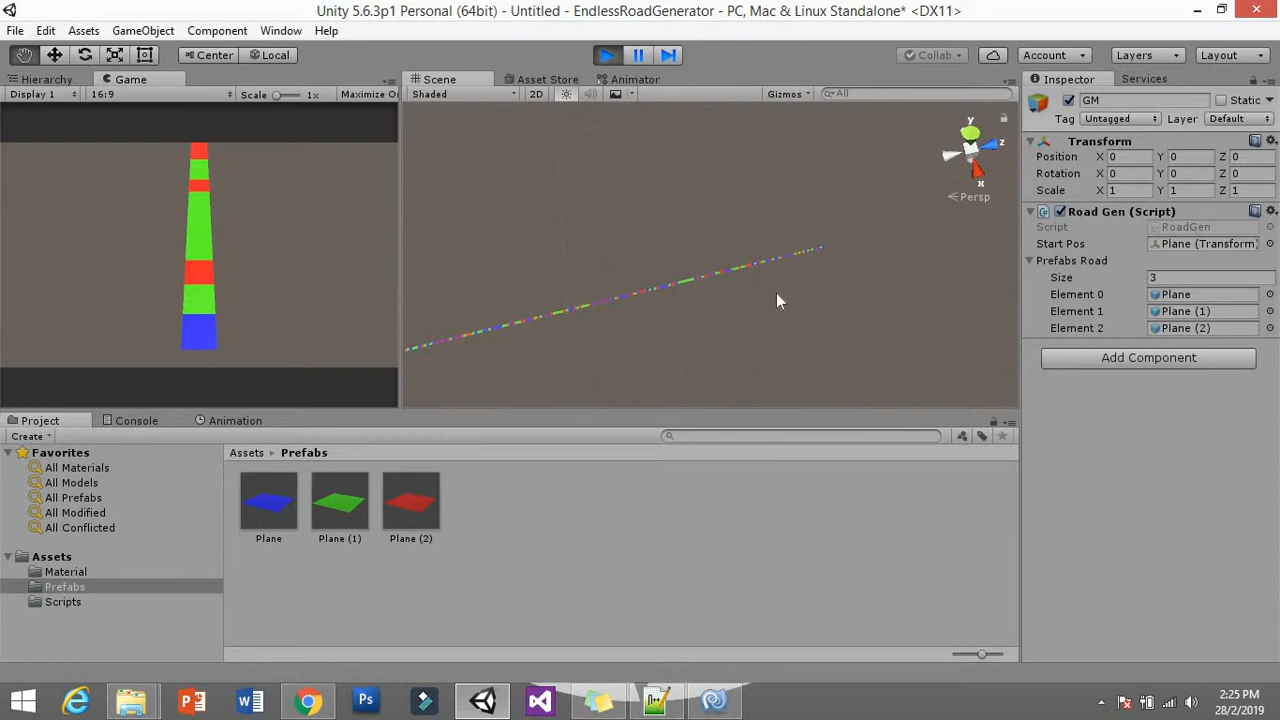 Unity 5.6.3p1 Personal (64bit) - Untitled - EndlessRoadGenerator - PC, Mac & Linux Standalone* <DX11>
File Edit Assets GameObject Component Window Help
Center Local Collab Account Layers Layout
Hierarchy Game Scene Asset Store Animator Inspector Services
Display 1 16:9 Scale 1x Maximize O Shaded 2D Gizmos All
GM Static
Tag Untagged Layer Default
Transform
Position X 0 Y 0 Z 0
Rotation X 0 Y 0 Z 0
Scale X 1 Y 1 Z 1
y
z
x
Persp
Road Gen (Script)
Script RoadGen
Start Pos Plane (Transform)
Prefabs Road
Size 3
Element 0 Plane
Element 1 Plane (1)
Element 2 Plane (2)
Add Component
Project Console Animation
Create
Favorites
All Materials
All Models
All Prefabs
All Modified
All Conflicted
Assets
Material
Prefabs
Scripts
Assets Prefabs
Plane Plane (1) Plane (2)
2:25 PM
28/2/2019